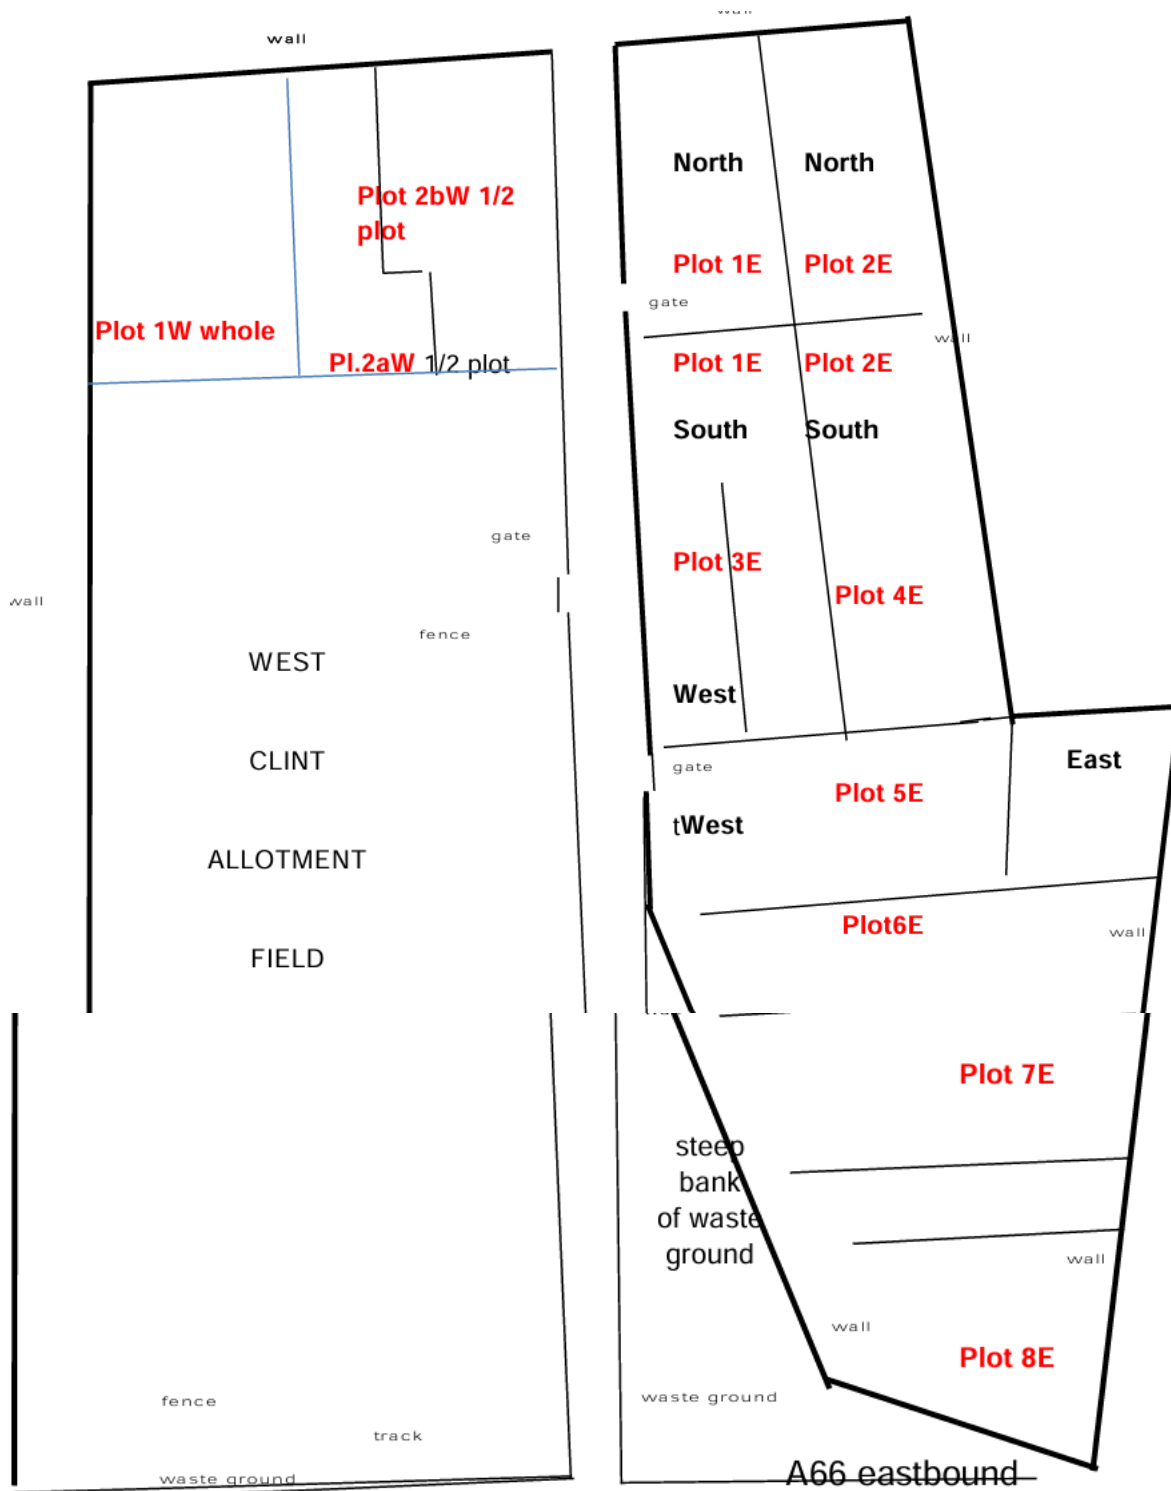 wall
wall
North North
Plot 2bW 1/2
plot
Plot 1E Plot 2E
gate
Plot 1W whole
wall
Pl.2aW 1/2 plot
Plot 1E Plot 2E
South South
gate
Plot 3E
Plot 4E
wall
fence
WEST
West
CLINT
East
gate
Plot 5E
tWest
ALLOTMENT
Plot6E
wall
FIELD
Plot 7E
steep
bank
of waste
ground
wall
wall
Plot 8E
fence
waste ground
track
A66 eastbound
waste ground